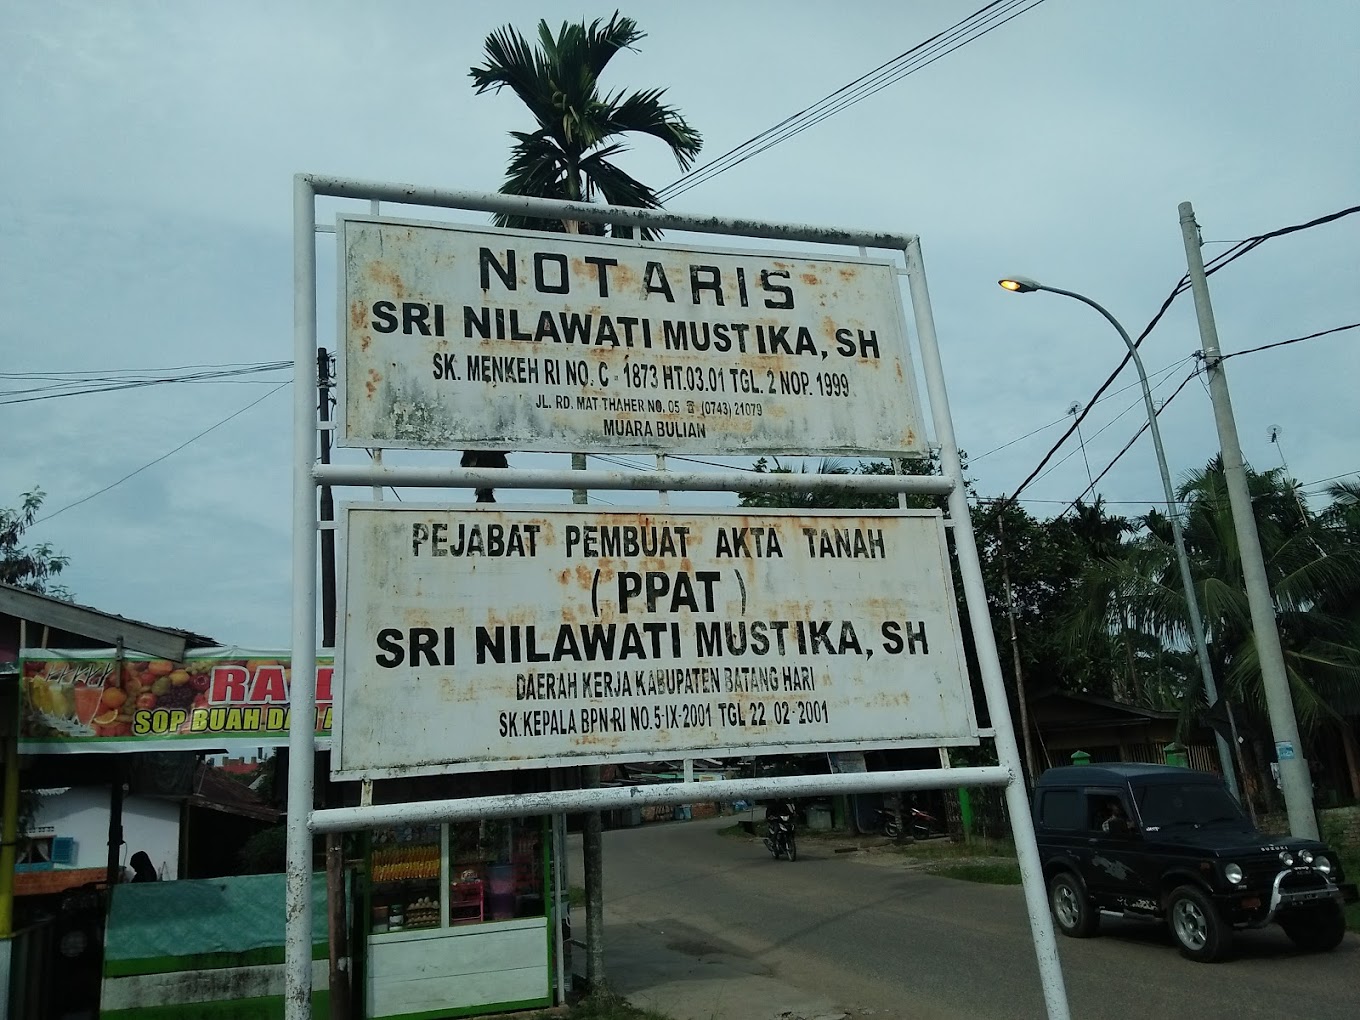 NOTARIS
SRI NILAWATI MUSTIKA, SH
SK. MENKEH RI NO. C - 1873 HT.03.01 TGL. 2 NOP. 1999
JL. RD. MAT THAHER NO. 05 ☎ (0743) 21079
MUARA BULIAN
PEJABAT PEMBUAT AKTA TANAH
( PPAT )
SRI NILAWATI MUSTIKA, SH
DAERAH KERJA KABUPATEN BATANG HARI
SK. KEPALA BPN-RI NO. 5-IX-2001 TGL 22 02-2001
SOP BUAH DA
SUZUKI